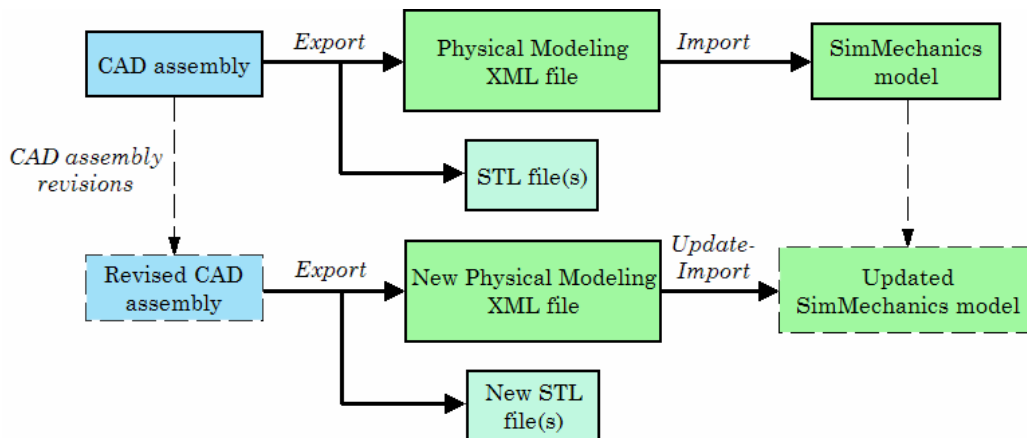 Export
Physical Modeling
XML file
Import
SimMechanics
model
CAD assembly
CAD assembly
revisions
STL file(s)
Revised CAD
assembly
Export
New Physical Modeling
XML file
Update-
Import
Updated
SimMechanics model
New STL
file(s)